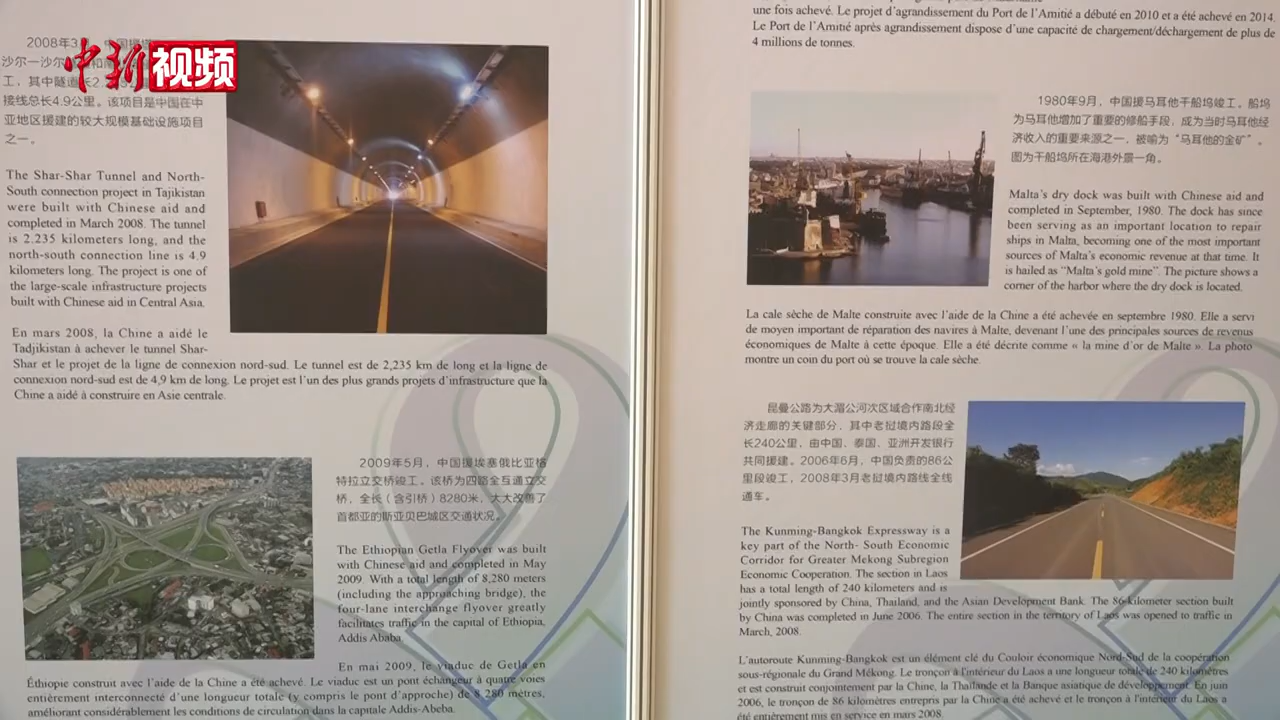 中新视频
2008年3
沙尔—沙尔
工,其中隧道长2.
接线总长4.9公里。该项目是中国在中
亚地区援建的较大规模基础设施项目
之一。
The Shar-Shar Tunnel and North-
South connection project in Tajikistan
were built with Chinese aid and
completed in March 2008. The tunnel
is 2.235 kilometers long, and the
north-south connection line is 4.9
kilometers long. The project is one of
the large-scale infrastructure projects
built with Chinese aid in Central Asia.
En mars 2008, la Chine a aidé le
Tadjikistan à achever le tunnel Shar-
Shar et le projet de la ligne de connexion nord-sud. Le tunnel est de 2,235 km de long et la ligne de
connexion nord-sud est de 4,9 km de long. Le projet est l'un des plus grands projets d'infrastructure que la
Chine a aidé à construire en Asie centrale.
2009年5月,中国援埃塞俄比亚格
特拉立交桥竣工。该桥为四路全互通立交
桥,全长(含引桥)8280米,大大改善了
首都亚的斯亚贝巴城区交通状况。
The Ethiopian Getla Flyover was built
with Chinese aid and completed in May
2009. With a total length of 8,280 meters
(including the approaching bridge), the
four-lane interchange flyover greatly
facilitates traffic in the capital of Ethiopia,
Addis Ababa.
En mai 2009, le viaduc de Getla en
Éthiopie construit avec l'aide de la Chine a été achevé. Le viaduc est un pont échangeur à quatre voies
entièrement interconnecté d'une longueur totale (y compris le pont d'approche) de 8 280 mètres,
améliorant considérablement les conditions de circulation dans la capitale Addis-Abeba.
une fois achevé. Le projet d'agrandissement du Port de l'Amitié a débuté en 2010 et a été achevé en 2014.
Le Port de l'Amitié après agrandissement dispose d'une capacité de chargement/déchargement de plus de
4 millions de tonnes.
1980年9月,中国援马耳他干船坞竣工。船坞
为马耳他增加了重要的修船手段,成为当时马耳他经
济收入的重要来源之一,被喻为“马耳他的金矿”。
图为干船坞所在海港外景一角。
Malta's dry dock was built with Chinese aid and
completed in September, 1980. The dock has since
been serving as an important location to repair
ships in Malta, becoming one of the most important
sources of Malta's economic revenue at that time. It
is hailed as “Malta's gold mine”. The picture shows a
corner of the harbor where the dry dock is located.
La cale sèche de Malte construite avec l'aide de la Chine a été achevée en septembre 1980. Elle a servi
de moyen important de réparation des navires à Malte, devenant l'une des principales sources de revenus
économiques de Malte à cette époque. Elle a été décrite comme « la mine d'or de Malte ». La photo
montre un coin du port où se trouve la cale sèche.
昆曼公路为大湄公河次区域合作南北经
济走廊的关键部分,其中老挝境内路段全
长240公里,由中国、泰国、亚洲开发银行
共同援建。2006年6月,中国负责的86公
里段竣工,2008年3月老挝境内路线全线
通车。
The Kunming-Bangkok Expressway is a
key part of the North- South Economic
Corridor for Greater Mekong Subregion
Economic Cooperation. The section in Laos
has a total length of 240 kilometers and is
jointly sponsored by China, Thailand, and the Asian Development Bank. The 86-kilometer section built
by China was completed in June 2006. The entire section in the territory of Laos was opened to traffic in
March, 2008.
L'autoroute Kunming-Bangkok est un élément clé du Couloir économique Nord-Sud de la coopération
sous-régionale du Grand Mékong. Le tronçon à l'intérieur du Laos a une longueur totale de 240 kilomètres
et est construit conjointement par la Chine, la Thaïlande et la Banque asiatique de développement. En juin
2006, le tronçon de 86 kilomètres entrepris par la Chine a été achevé et le tronçon à l'intérieur du Laos a
été entièrement mis en service en mars 2008.